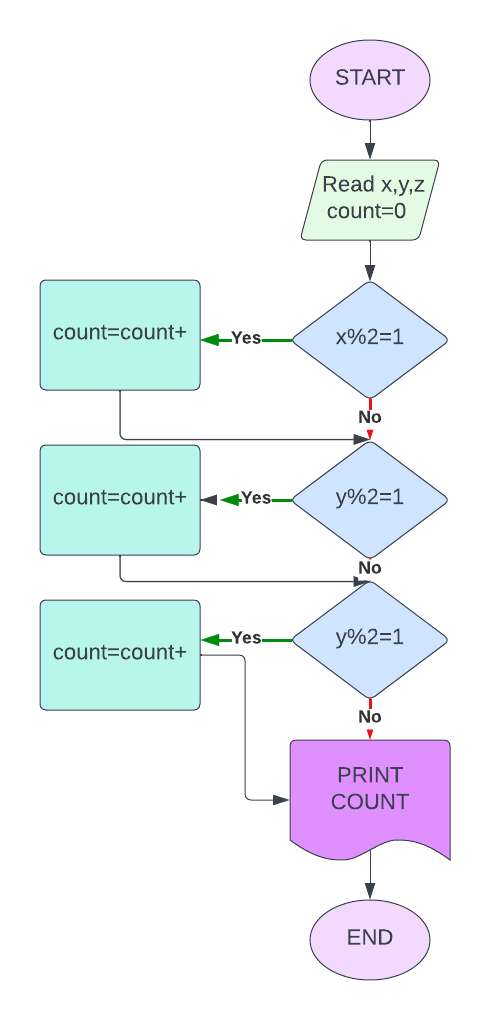 START
Read x,y,z
count=0
x%2=1
Yes
count=count+
No
y%2=1
Yes
count=count+
No
y%2=1
Yes
count=count+
No
PRINT
COUNT
END